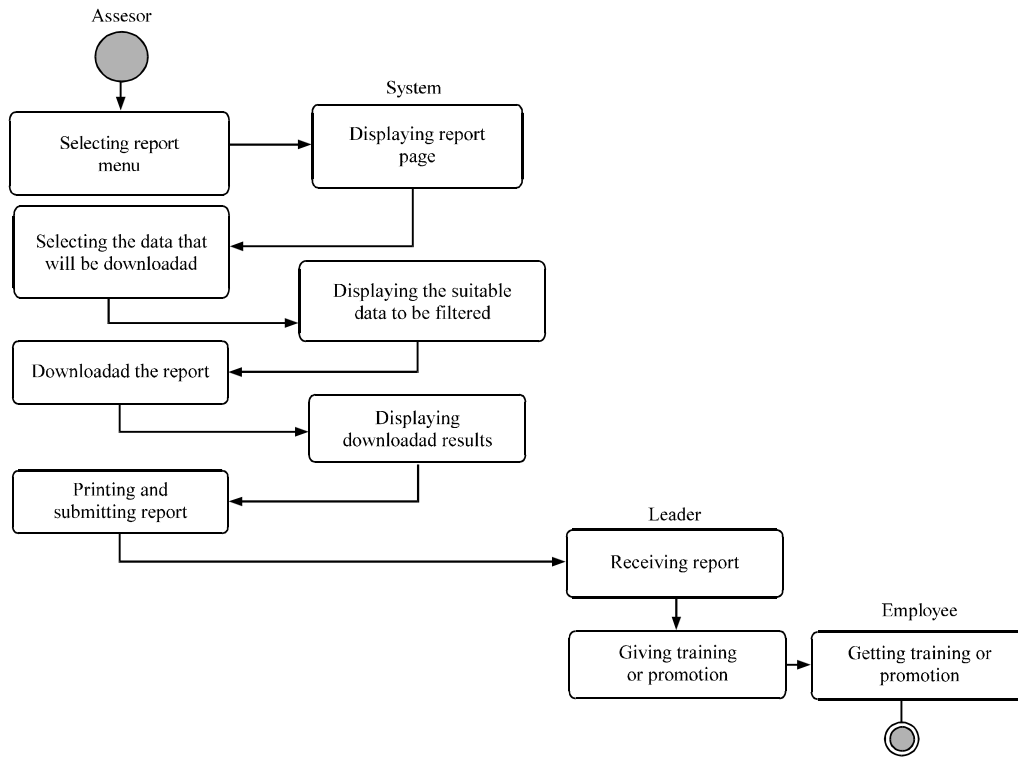 Assesor
System
Selecting report
menu
Displaying report
page
Selecting the data that
will be downloadad
Displaying the suitable
data to be filtered
Downloadad the report
Displaying
downloadad results
Printing and
submitting report
Leader
Receiving report
Employee
Giving training
or promotion
Getting training or
promotion